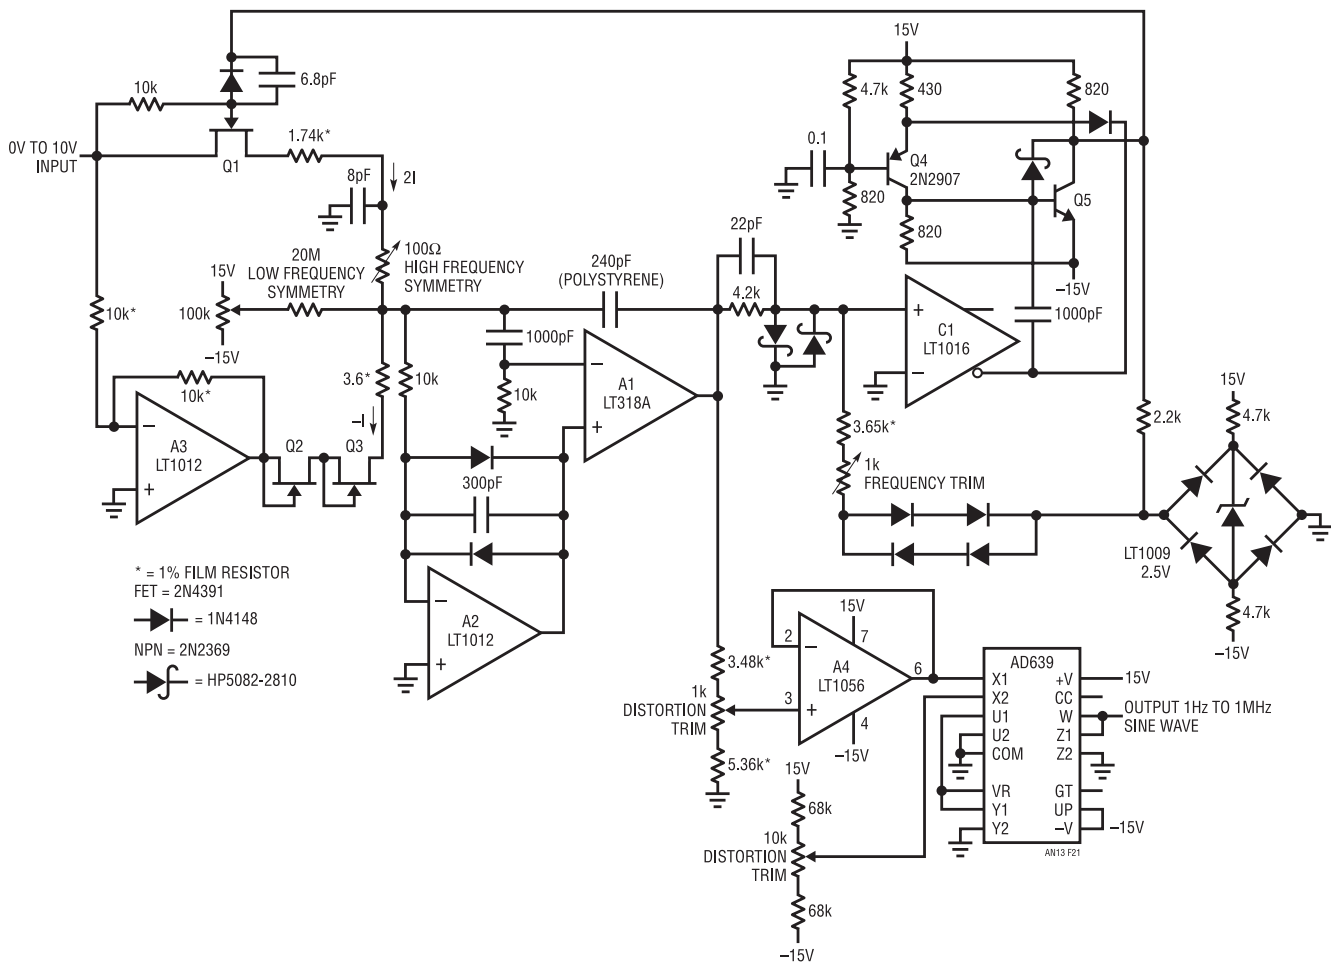 15V
6.8pF
10k
4.7k
430
820
0V TO 10V
INPUT
Q1
1.74k*
0.1
Q4
2N2907
2I
8pF
820
Q5
22pF
820
20M
LOW FREQUENCY
SYMMETRY
100Ω
HIGH FREQUENCY
SYMMETRY
240pF
(POLYSTYRENE)
15V
100k
–15V
–15V
4.2k
+
C1
LT1016
–
1000pF
10k*
1000pF
3.6*
10k
10k
–
A1
LT318A
+
10k*
–I
15V
4.7k
2.2k
3.65k*
–
A3
LT1012
+
Q2
Q3
1k
FREQUENCY TRIM
300pF
LT1009
2.5V
4.7k
–15V
* = 1% FILM RESISTOR
FET = 2N4391
= 1N4148
NPN = 2N2369
= HP5082-2810
–
A2
LT1012
+
15V
2
–
7
A4
LT1056
6
3
+
4
–15V
3.48k*
1k
DISTORTION
TRIM
5.36k*
AD639
X1
+V
15V
X2
CC
U1
W
OUTPUT 1Hz TO 1MHz
SINE WAVE
U2
Z1
COM
Z2
VR
GT
Y1
UP
Y2
–V
–15V
AN13 F21
15V
68k
10k
DISTORTION
TRIM
68k
–15V